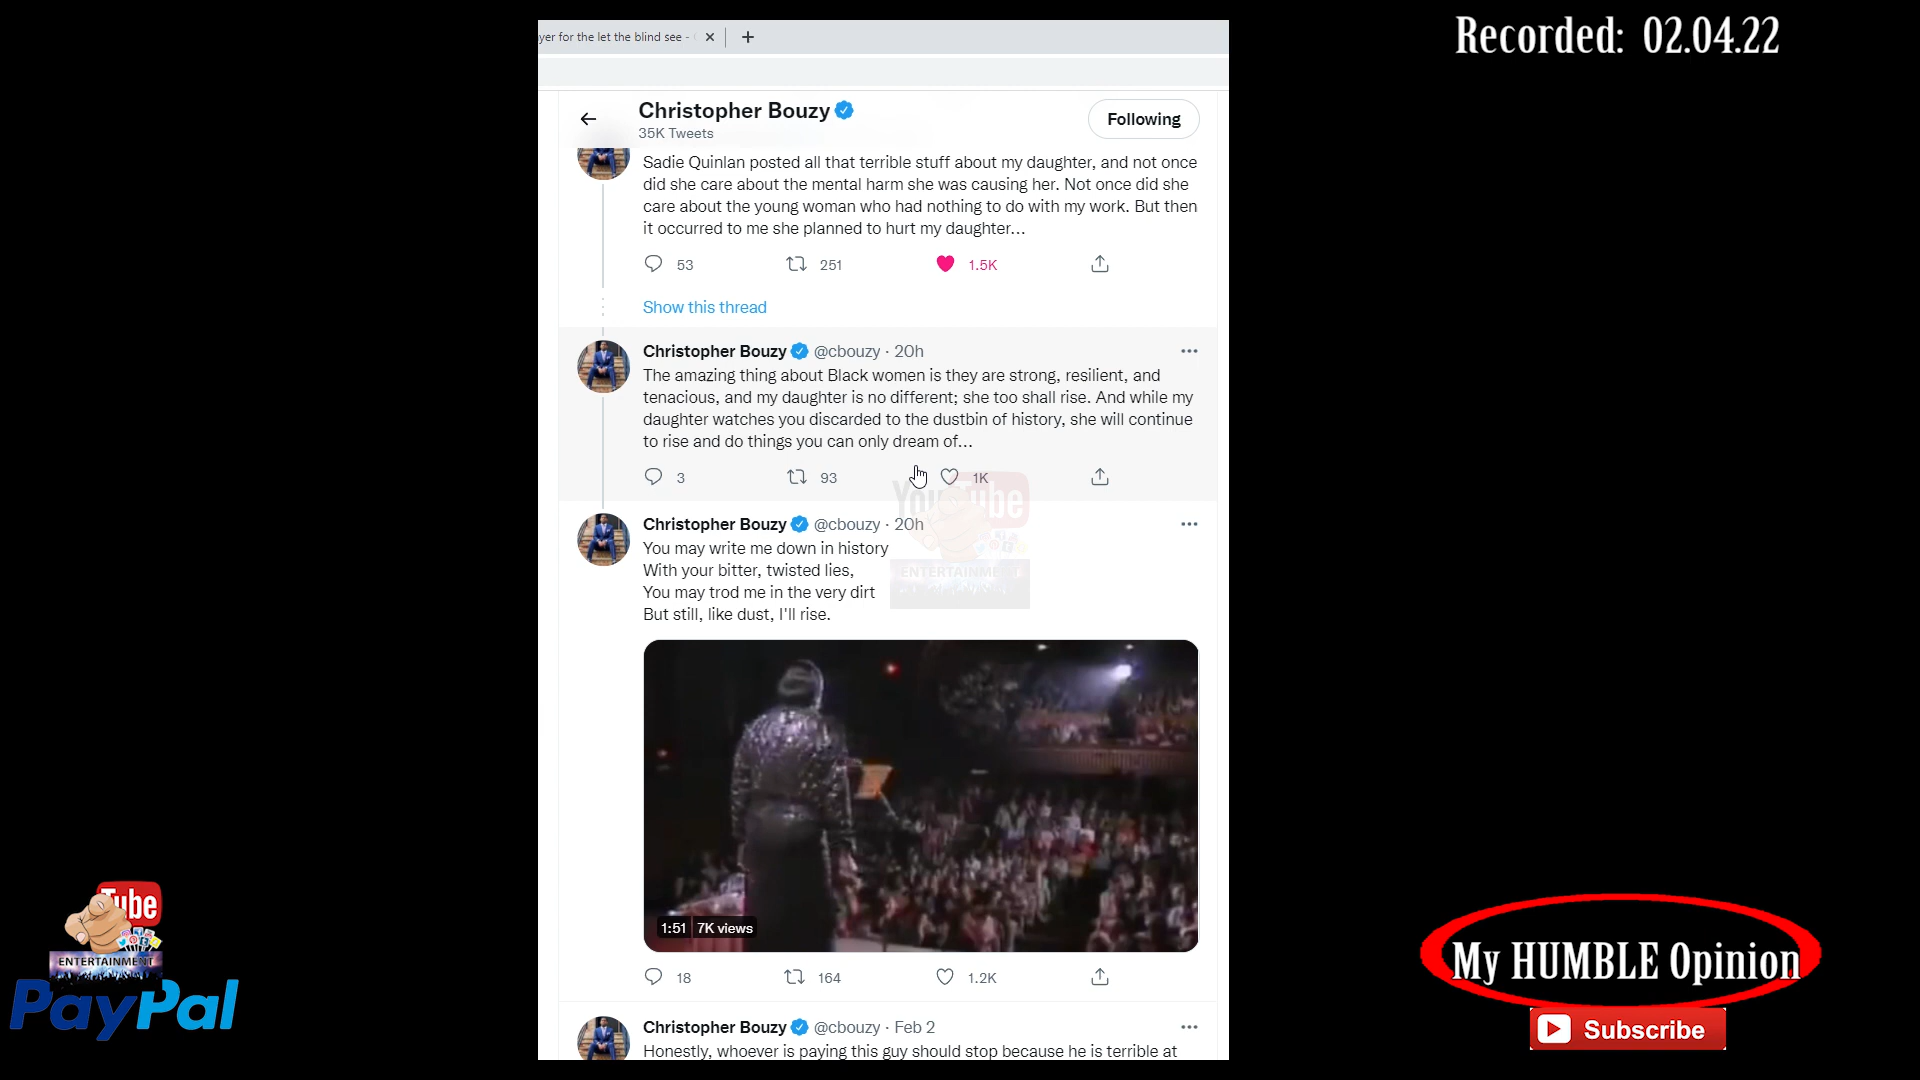 Recorded: 02.04.22
yer for the let the blind see -
Christopher Bouzy
35K Tweets
Following
Sadie Quinlan posted all that terrible stuff about my daughter, and not once
did she care about the mental harm she was causing her. Not once did she
care about the young woman who had nothing to do with my work. But then
it occurred to me she planned to hurt my daughter...
53 251 1.5K
Show this thread
Christopher Bouzy @cbouzy · 20h
The amazing thing about Black women is they are strong, resilient, and
tenacious, and my daughter is no different; she too shall rise. And while my
daughter watches you discarded to the dustbin of history, she will continue
to rise and do things you can only dream of...
3 93 1K
YouTube
ENTERTAINMENT
Christopher Bouzy @cbouzy · 20h
You may write me down in history
With your bitter, twisted lies,
You may trod me in the very dirt
But still, like dust, I'll rise.
1:51 7K views
18 164 1.2K
Christopher Bouzy @cbouzy · Feb 2
Honestly, whoever is paying this guy should stop because he is terrible at
Tube
ENTERTAINMENT
PayPal
My HUMBLE Opinion
Subscribe